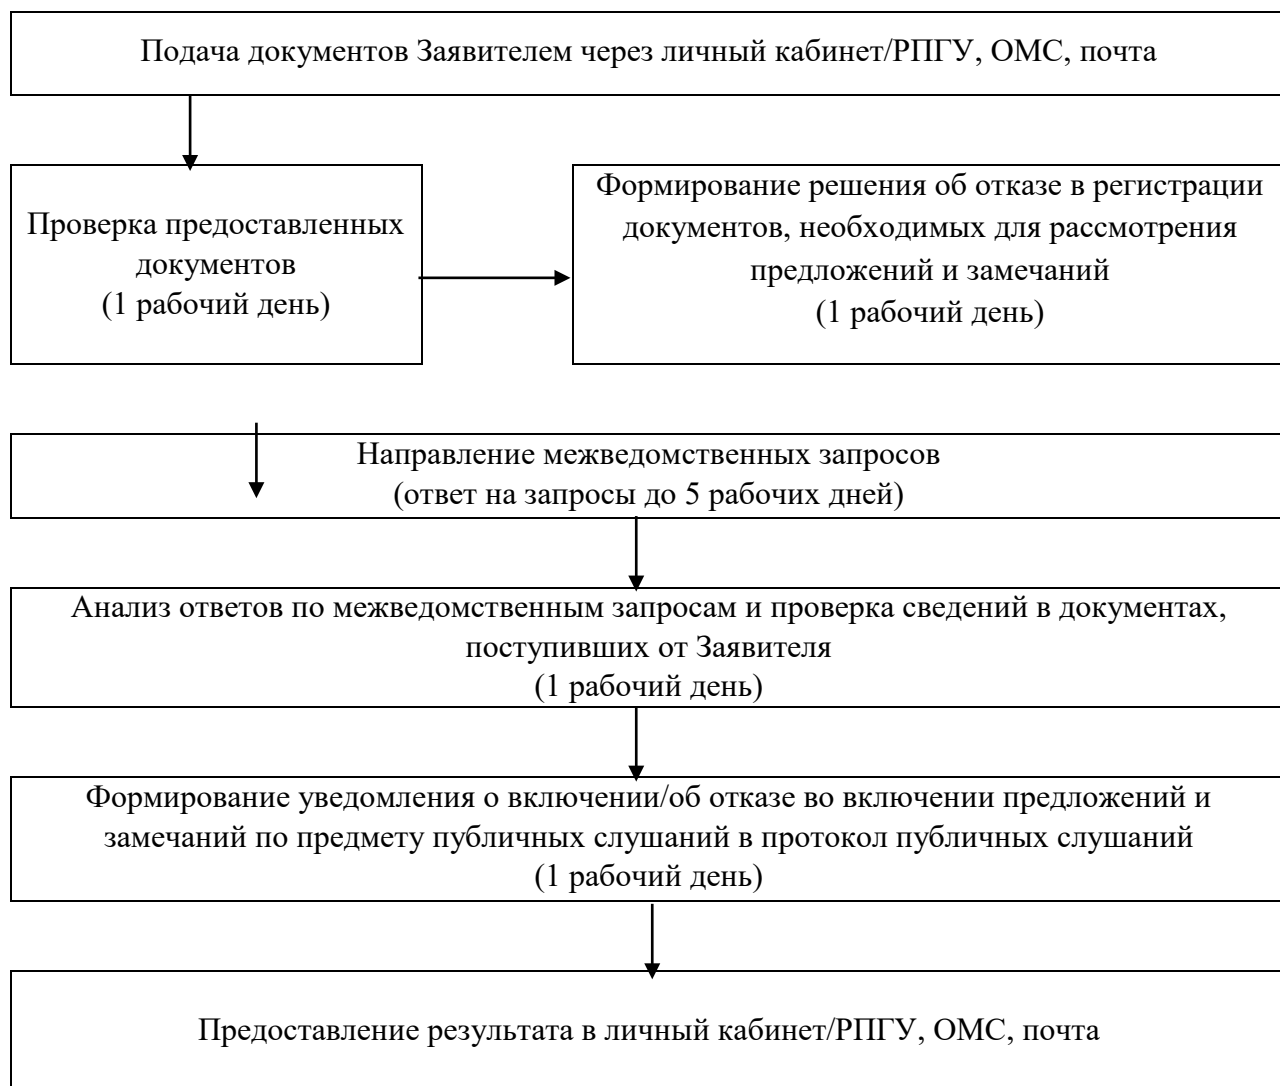 Подача документов Заявителем через личный кабинет/РПГУ, ОМС, почта
Проверка предоставленных
документов
(1 рабочий день)
Формирование решения об отказе в регистрации
документов, необходимых для рассмотрения
предложений и замечаний
(1 рабочий день)
Направление межведомственных запросов
(ответ на запросы до 5 рабочих дней)
Анализ ответов по межведомственным запросам и проверка сведений в документах,
поступивших от Заявителя
(1 рабочий день)
Формирование уведомления о включении/об отказе во включении предложений и
замечаний по предмету публичных слушаний в протокол публичных слушаний
(1 рабочий день)
Предоставление результата в личный кабинет/РПГУ, ОМС, почта